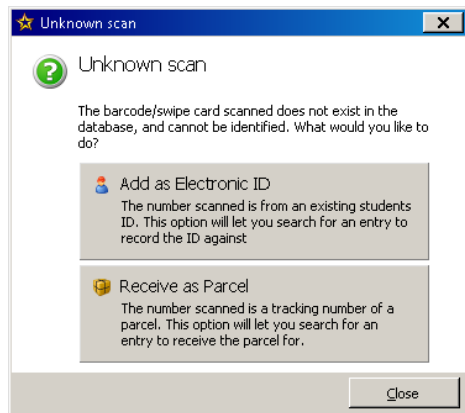 Unknown scan
Unknown scan
The barcode/swipe card scanned does not exist in the
database, and cannot be identified. What would you like to
do?
Add as Electronic ID
The number scanned is from an existing students
ID. This option will let you search for an entry to
record the ID against
Receive as Parcel
The number scanned is a tracking number of a
parcel. This option will let you search for an
entry to receive the parcel for.
Close